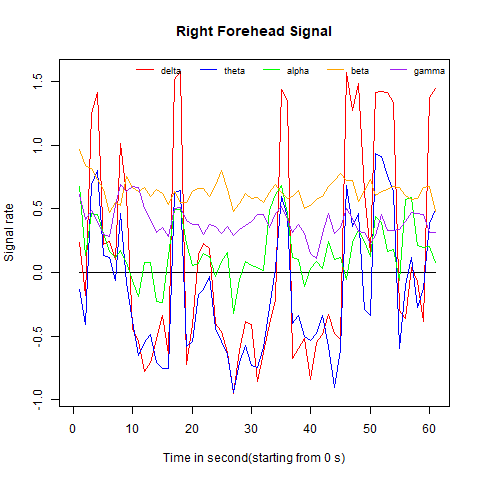 Right Forehead Signal
delta theta alpha beta gamma
Signal rate
1.5
1.0
0.5
0.0
-0.5
-1.0
0 10 20 30 40 50 60
Time in second(starting from 0 s)